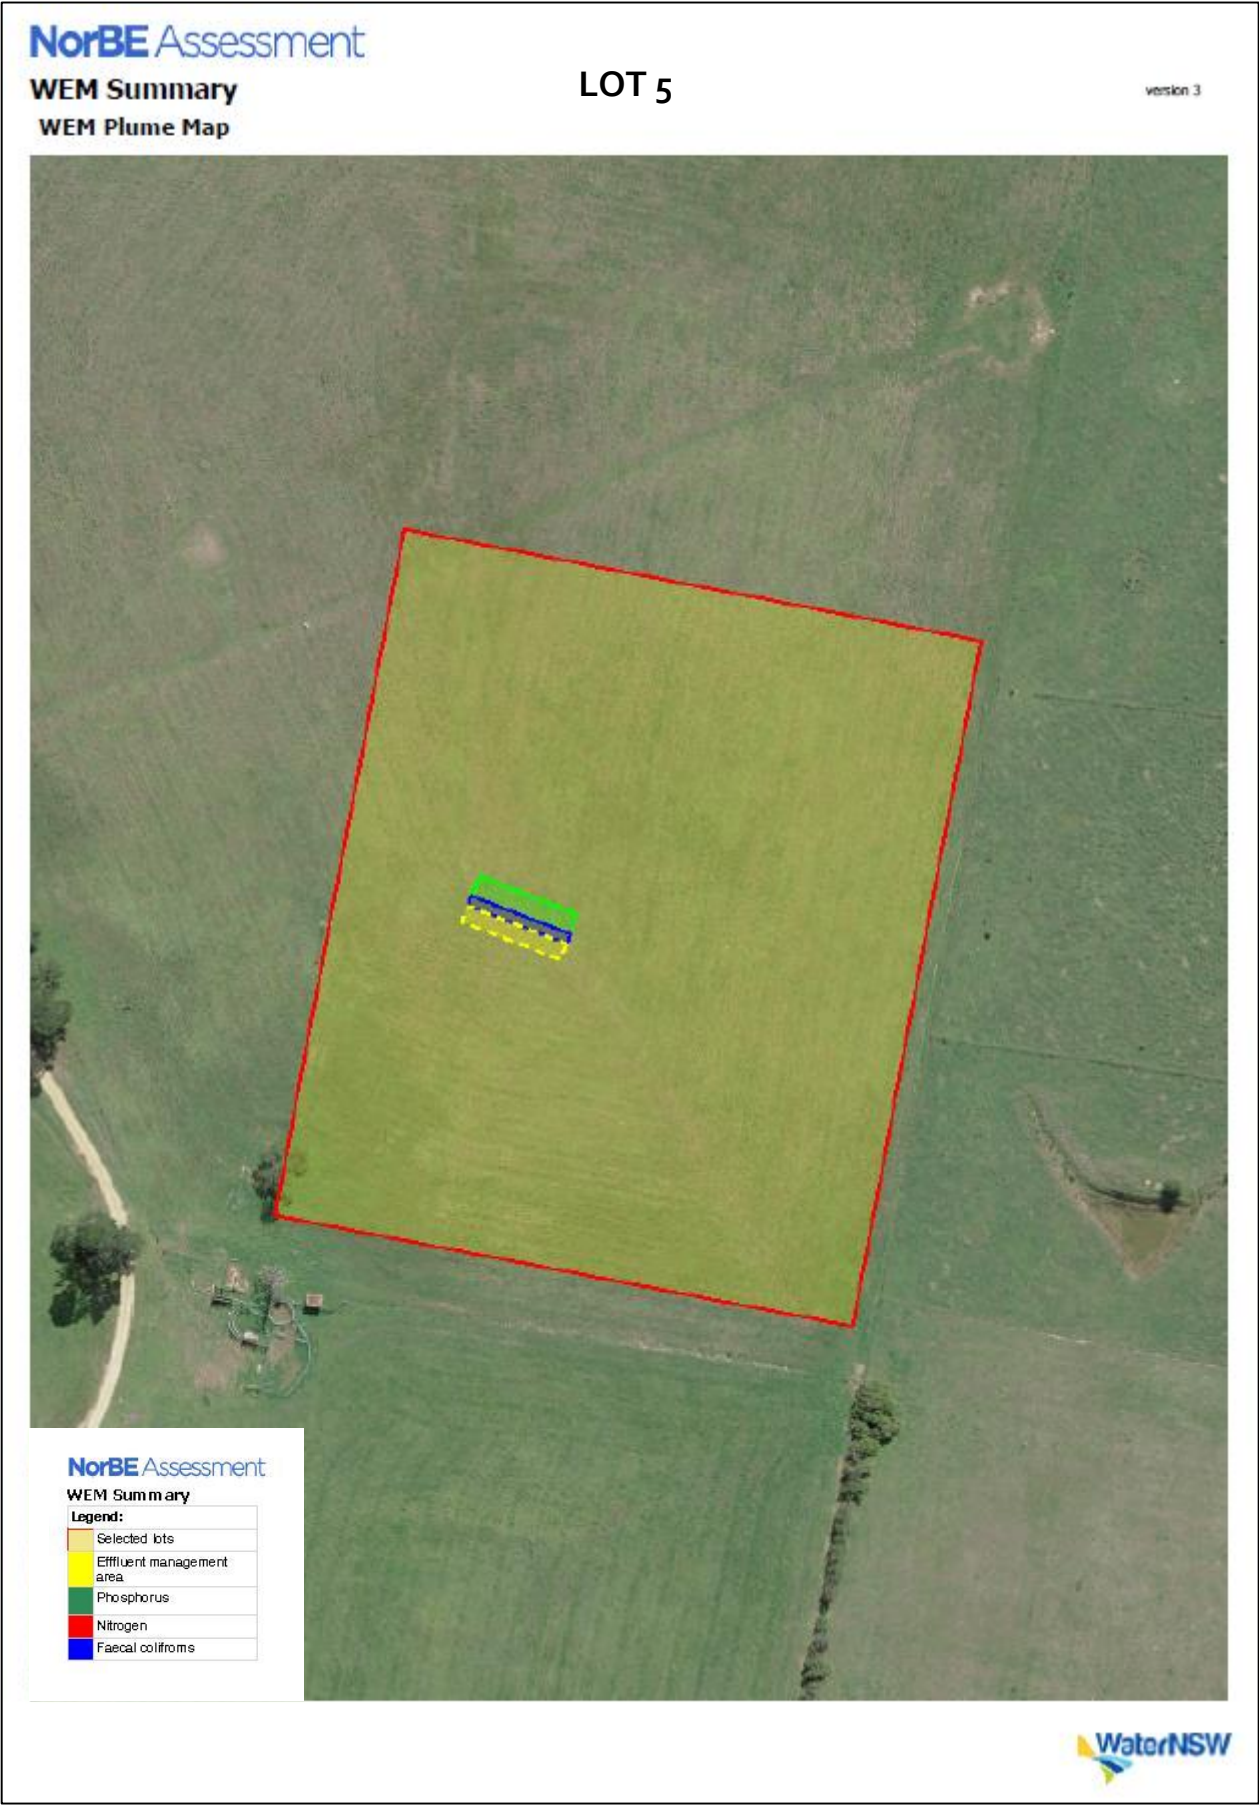 NorBE Assessment
WEM Summary
LOT 5
version 3
WEM Plume Map
NorBE Assessment
WEM Summary
Legend:
Selected lots
Efffluent management
area
Phosphorus
Nitrogen
Faecal colifroms
WaterNSW